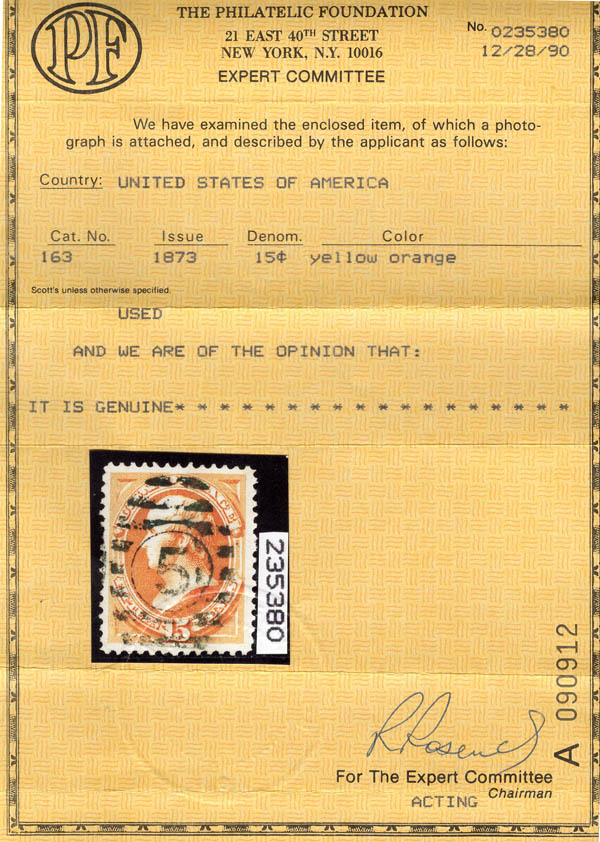 PF
THE PHILATELIC FOUNDATION
21 EAST 40TH STREET
NEW YORK, N.Y. 10016
EXPERT COMMITTEE
No. 0235380
12/28/90
We have examined the enclosed item, of which a photo-
graph is attached, and described by the applicant as follows:
Country: UNITED STATES OF AMERICA
Cat. No. Issue Denom. Color
163 1873 15¢ yellow orange
Scott's unless otherwise specified.
USED
AND WE ARE OF THE OPINION THAT:
IT IS GENUINE* * * * * * * * * * * * * * * * * *
5
15
235380
A 090912
For The Expert Committee
Chairman
ACTING